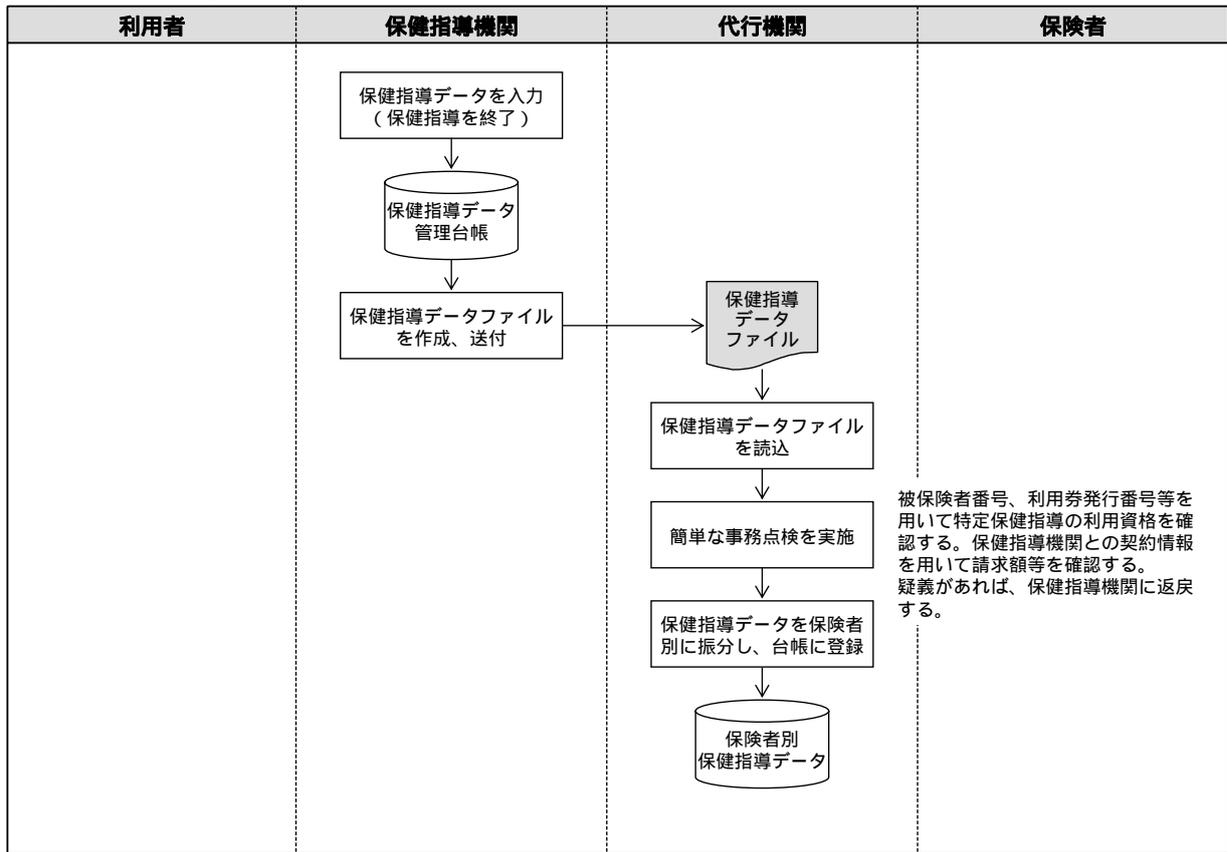 利用者
保健指導機関
代行機関
保険者
保健指導データを入力
(保健指導を終了)
保健指導データ
管理台帳
保健指導データファイル
を作成、送付
保健指導
データ
ファイル
保健指導データファイル
を読込
簡単な事務点検を実施
被保険者番号、利用券発行番号等を
用いて特定保健指導の利用資格を確
認する。保健指導機関との契約情報
を用いて請求額等を確認する。
疑義があれば、保健指導機関に返戻
する。
保健指導データを保険者
別に振分し、台帳に登録
保険者別
保健指導データ